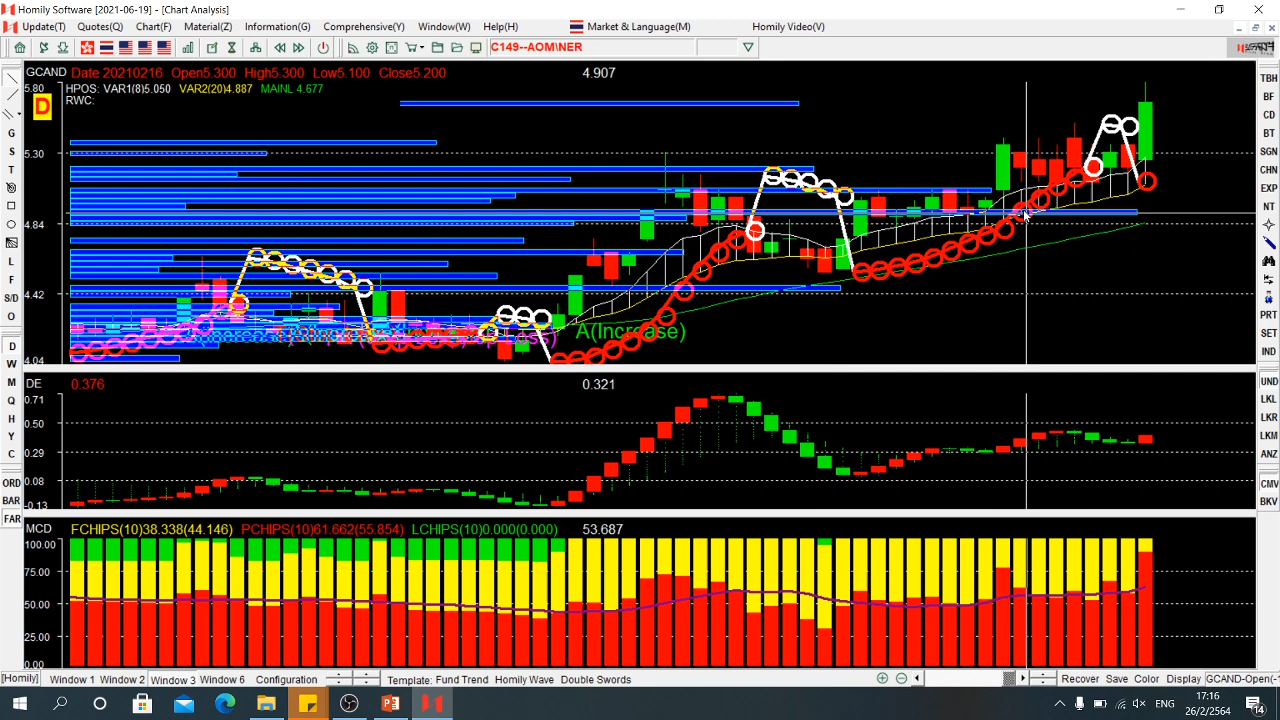 Homily Software [2021-06-19] - [Chart Analysis]
Update(T) Quotes(Q) Chart(F) Material(Z) Information(G) Comprehensive(Y) Window(W) Help(H) Market & Language(M) Homily Video(V)
C149--AOM\NER
GCAND Date 20210216 Open5.300 High5.300 Low5.100 Close5.200 4.907
HPOS: VAR1(8)5.050 VAR2(20)4.887 MAINL 4.677
RWC:
D
5.80
5.30
4.84
4.42
4.04
A(Increase)
DE 0.376 0.321
0.71
0.50
0.29
0.08
-0.13
MCD FCHIPS(10)38.338(44.146) PCHIPS(10)61.662(55.854) LCHIPS(10)0.000(0.000) 53.687
100.00
75.00
50.00
25.00
0.00
G
S
T
L
F
S/D
O
D
W
M
Q
H
Y
C
ORD
BAR
FAR
TBH
BF
CD
BT
SGN
CHN
EXP
NT
PRT
SET
IND
UND
LKL
LKR
LKM
ANZ
CMV
BKV
[Homily] Window 1 Window 2 Window 3 Window 6 Configuration Template: Fund Trend Homily Wave Double Swords Recover Save Color Display GCAND-Open(-1
ENG
17:16
26/2/2564
14